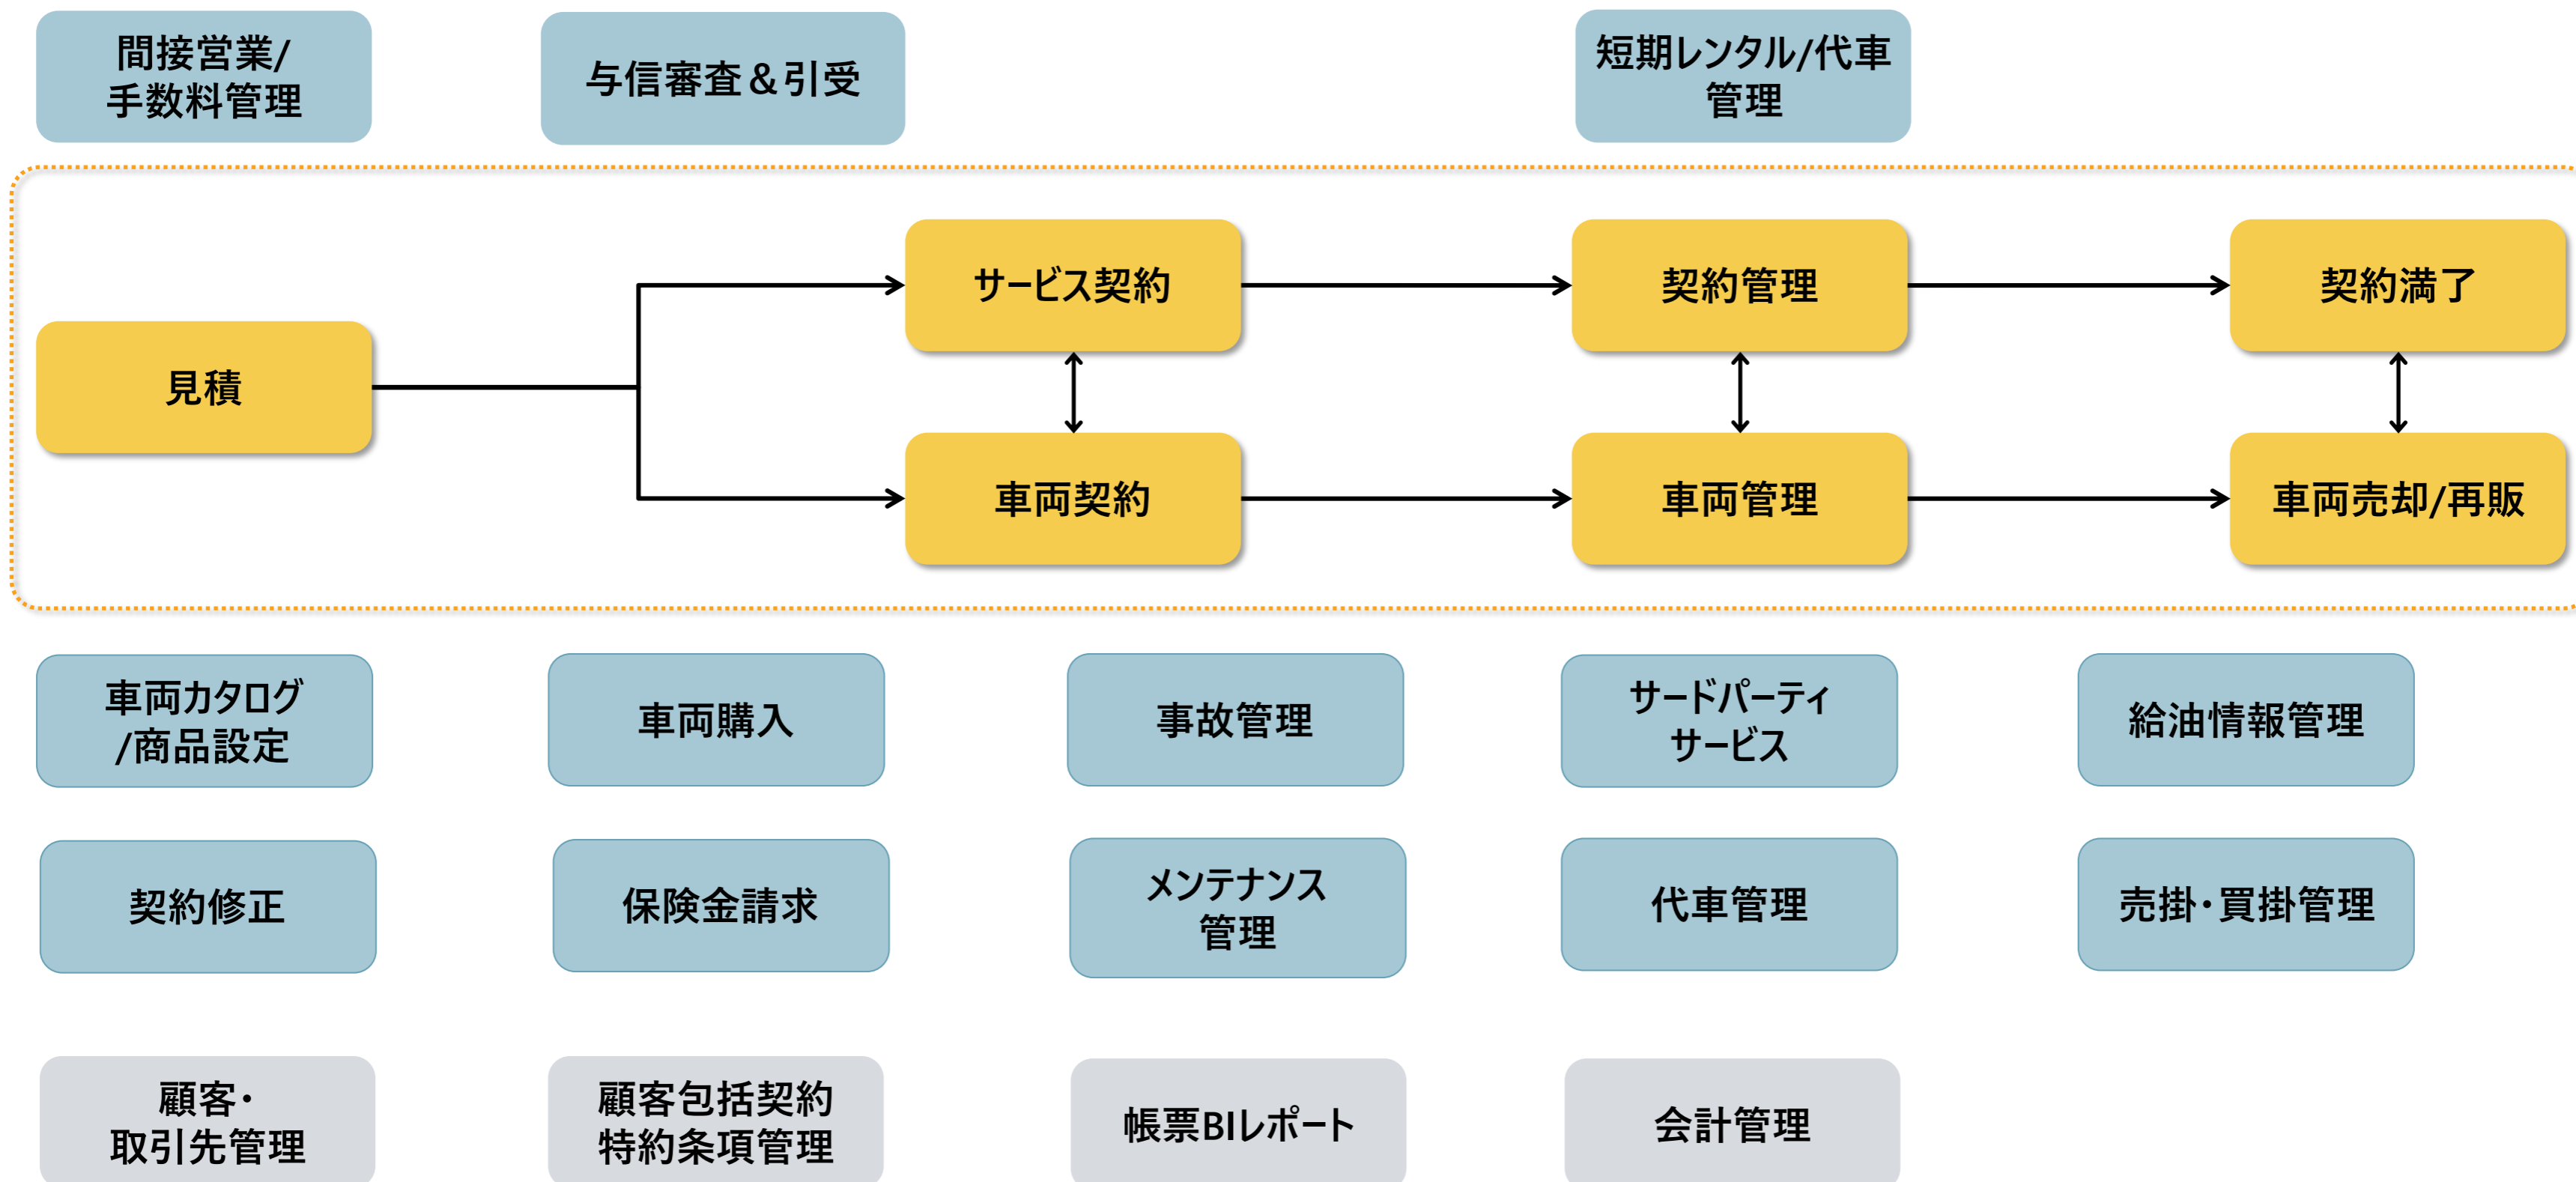 間接営業/
手数料管理
与信審査＆引受
短期レンタル/代車
管理
見積
サービス契約
契約管理
契約満了
車両契約
車両管理
車両売却/再販
車両カタログ
/商品設定
車両購入
事故管理
サードパーティ
サービス
給油情報管理
契約修正
保険金請求
メンテナンス
管理
代車管理
売掛・買掛管理
顧客・
取引先管理
顧客包括契約
特約条項管理
帳票BIレポート
会計管理